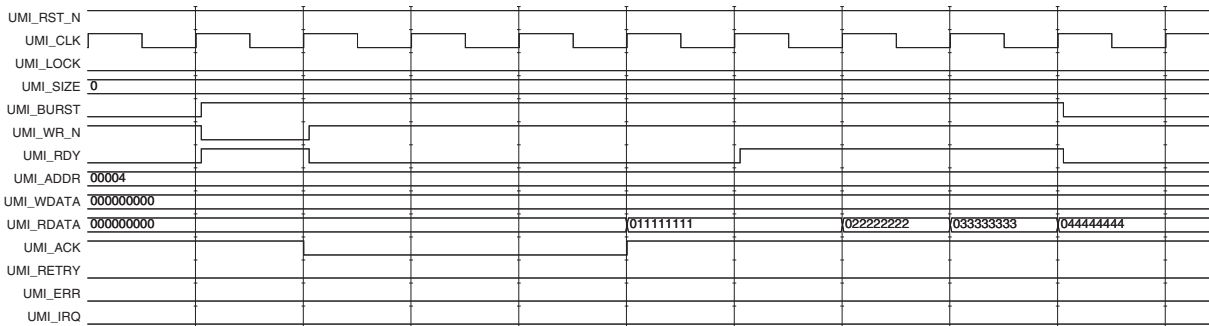 UMI_RST_N
UMI_CLK
UMI_LOCK
UMI_SIZE 0
UMI_BURST
UMI_WR_N
UMI_RDY
UMI_ADDR 00004
UMI_WDATA 000000000
UMI_RDATA 000000000 011111111 022222222 033333333 044444444
UMI_ACK
UMI_RETRY
UMI_ERR
UMI_IRQ